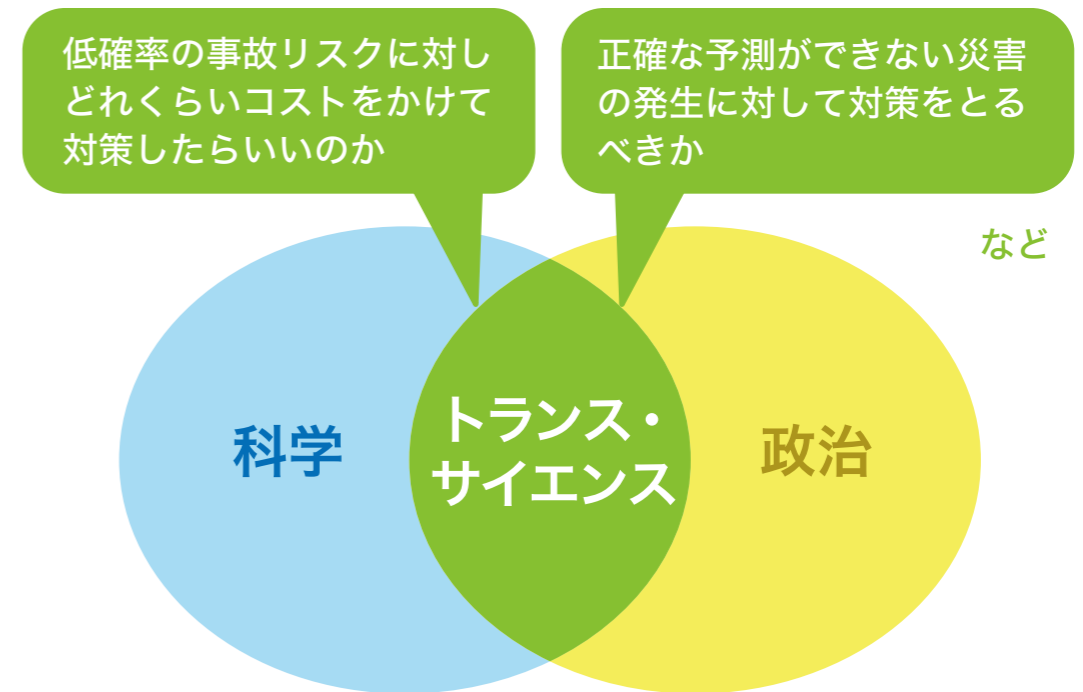 低確率の事故リスクに対し
どれくらいコストをかけて
対策したらいいのか
正確な予測ができない災害
の発生に対して対策をとる
べきか
など
科学
トランス・
サイエンス
政治